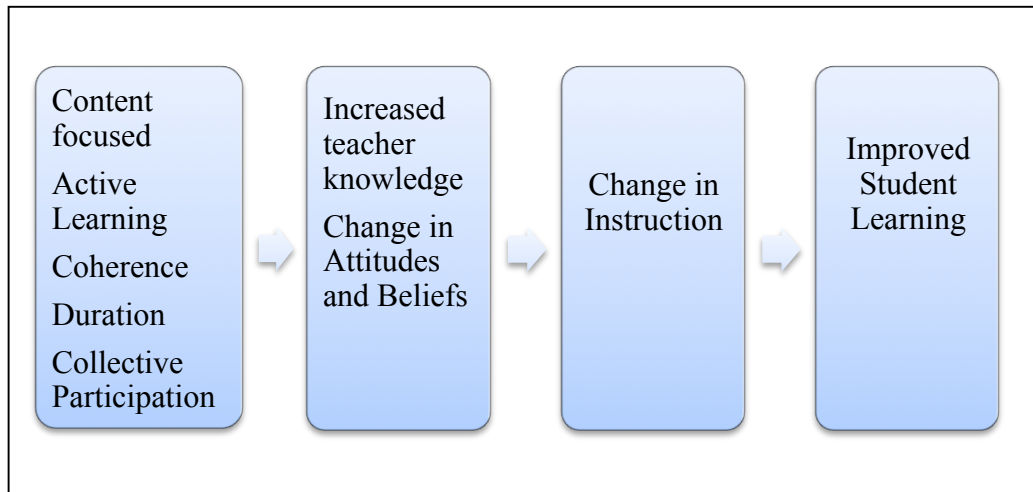 Content
focused
Active
Learning
Coherence
Duration
Collective
Participation
Increased
teacher
knowledge
Change in
Attitudes
and Beliefs
Change in
Instruction
Improved
Student
Learning